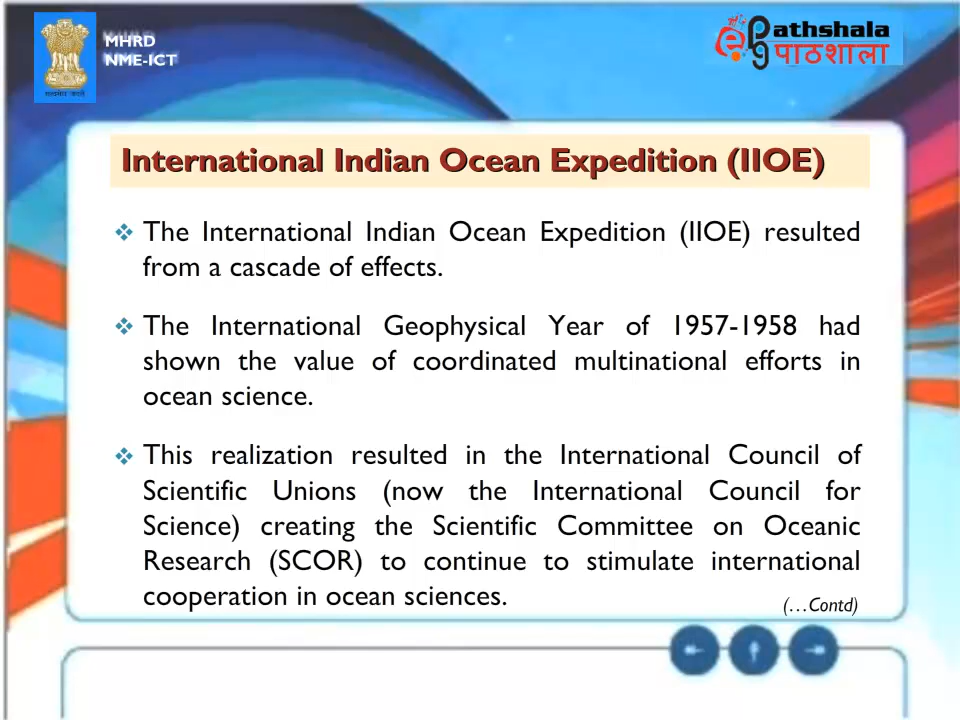 MHRD
NME-ICT
athshala
पाठशाला
International Indian Ocean Expedition (IIOE)
❖ The International Indian Ocean Expedition (IIOE) resulted
from a cascade of effects.
❖ The International Geophysical Year of 1957-1958 had
shown the value of coordinated multinational efforts in
ocean science.
❖ This realization resulted in the International Council of
Scientific Unions (now the International Council for
Science) creating the Scientific Committee on Oceanic
Research (SCOR) to continue to stimulate international
cooperation in ocean sciences.
(…Contd)